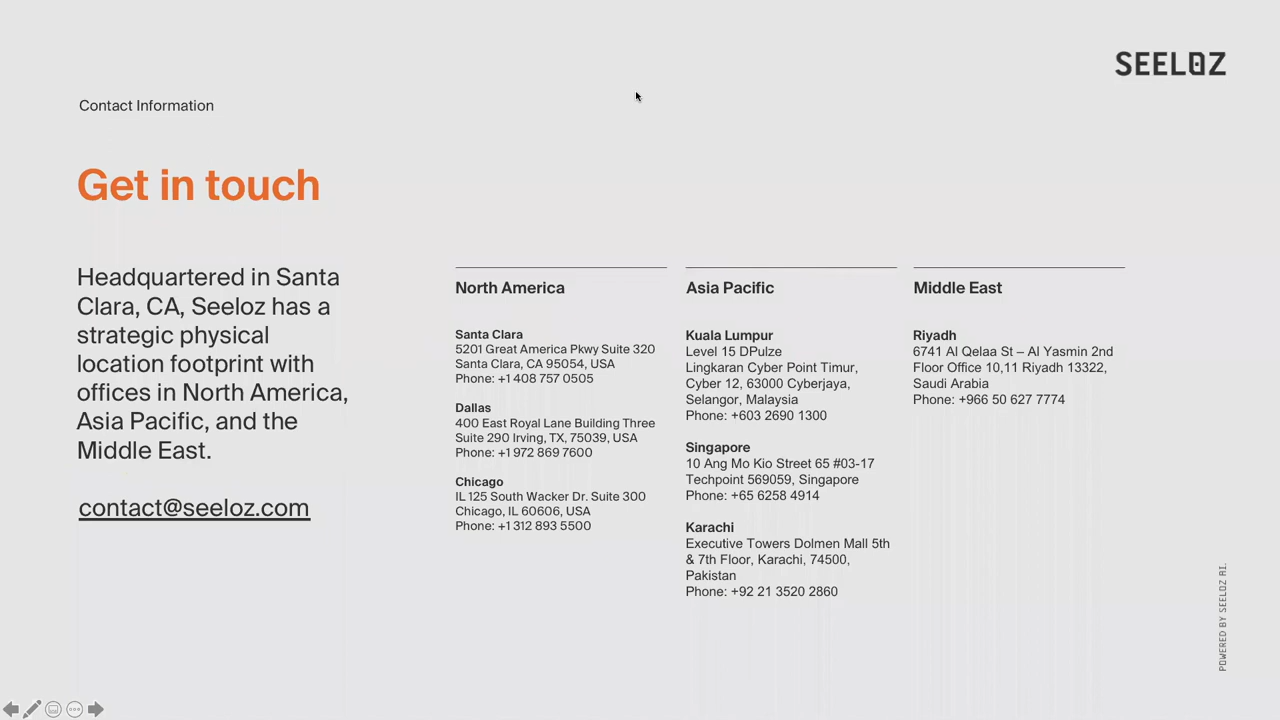 SEELOZ
Contact Information
Get in touch
Headquartered in Santa
Clara, CA, Seeloz has a
strategic physical
location footprint with
offices in North America,
Asia Pacific, and the
Middle East.
contact@seeloz.com
North America
Santa Clara
5201 Great America Pkwy Suite 320
Santa Clara, CA 95054, USA
Phone: +1 408 757 0505
Dallas
400 East Royal Lane Building Three
Suite 290 Irving, TX, 75039, USA
Phone: +1 972 869 7600
Chicago
IL 125 South Wacker Dr. Suite 300
Chicago, IL 60606, USA
Phone: +1 312 893 5500
Asia Pacific
Kuala Lumpur
Level 15 DPulze
Lingkaran Cyber Point Timur,
Cyber 12, 63000 Cyberjaya,
Selangor, Malaysia
Phone: +603 2690 1300
Singapore
10 Ang Mo Kio Street 65 #03-17
Techpoint 569059, Singapore
Phone: +65 6258 4914
Karachi
Executive Towers Dolmen Mall 5th
& 7th Floor, Karachi, 74500,
Pakistan
Phone: +92 21 3520 2860
Middle East
Riyadh
6741 Al Qelaa St – Al Yasmin 2nd
Floor Office 10,11 Riyadh 13322,
Saudi Arabia
Phone: +966 50 627 7774
POWERED BY SEELOZ AI.